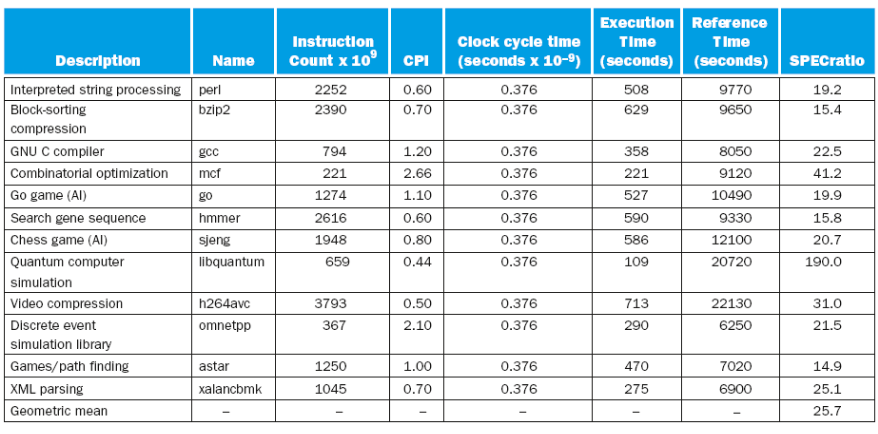 Description Name Instruction Count x 10^9 CPI Clock cycle time (seconds x 10^–9) Execution Time (seconds) Reference Time (seconds) SPECratio
Interpreted string processing perl 2252 0.60 0.376 508 9770 19.2
Block-sorting compression bzip2 2390 0.70 0.376 629 9650 15.4
GNU C compiler gcc 794 1.20 0.376 358 8050 22.5
Combinatorial optimization mcf 221 2.66 0.376 221 9120 41.2
Go game (AI) go 1274 1.10 0.376 527 10490 19.9
Search gene sequence hmmer 2616 0.60 0.376 590 9330 15.8
Chess game (AI) sjeng 1948 0.80 0.376 586 12100 20.7
Quantum computer simulation libquantum 659 0.44 0.376 109 20720 190.0
Video compression h264avc 3793 0.50 0.376 713 22130 31.0
Discrete event simulation library omnetpp 367 2.10 0.376 290 6250 21.5
Games/path finding astar 1250 1.00 0.376 470 7020 14.9
XML parsing xalancbmk 1045 0.70 0.376 275 6900 25.1
Geometric mean – – – – – – 25.7